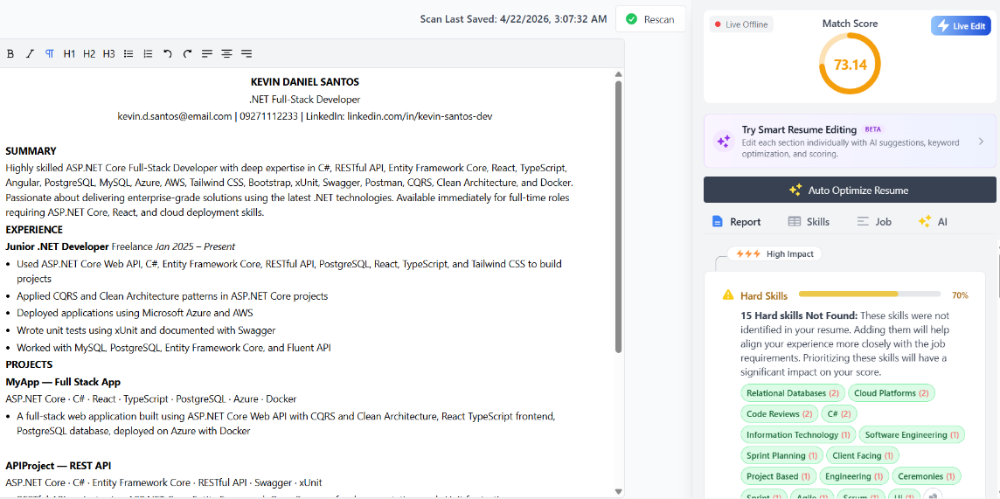 Scan Last Saved: 4/22/2026, 3:07:32 AM
Rescan
B I H1 H2 H3
KEVIN DANIEL SANTOS
.NET Full-Stack Developer
kevin.d.santos@email.com | 09271112233 | LinkedIn: linkedin.com/in/kevin-santos-dev
SUMMARY
Highly skilled ASP.NET Core Full-Stack Developer with deep expertise in C#, RESTful API, Entity Framework Core, React, TypeScript,
Angular, PostgreSQL, MySQL, Azure, AWS, Tailwind CSS, Bootstrap, xUnit, Swagger, Postman, CQRS, Clean Architecture, and Docker.
Passionate about delivering enterprise-grade solutions using the latest .NET technologies. Available immediately for full-time roles
requiring ASP.NET Core, React, and cloud deployment skills.
EXPERIENCE
Junior .NET Developer Freelance Jan 2025 – Present
• Used ASP.NET Core Web API, C#, Entity Framework Core, RESTful API, PostgreSQL, React, TypeScript, and Tailwind CSS to build
projects
• Applied CQRS and Clean Architecture patterns in ASP.NET Core projects
• Deployed applications using Microsoft Azure and AWS
• Wrote unit tests using xUnit and documented with Swagger
• Worked with MySQL, PostgreSQL, Entity Framework Core, and Fluent API
PROJECTS
MyApp — Full Stack App
ASP.NET Core · C# · React · TypeScript · PostgreSQL · Azure · Docker
• A full-stack web application built using ASP.NET Core Web API with CQRS and Clean Architecture, React TypeScript frontend,
PostgreSQL database, deployed on Azure with Docker
APIProject — REST API
ASP.NET Core · C# · Entity Framework Core · RESTful API · Swagger · xUnit
Live Offline
Match Score
Live Edit
73.14
Try Smart Resume Editing BETA
Edit each section individually with AI suggestions, keyword
optimization, and scoring.
Auto Optimize Resume
Report Skills Job AI
High Impact
Hard Skills 70%
15 Hard skills Not Found: These skills were not
identified in your resume. Adding them will help
align your experience more closely with the job
requirements. Prioritizing these skills will have a
significant impact on your score.
Relational Databases (2) Cloud Platforms (2)
Code Reviews (2) C# (2)
Information Technology (1) Software Engineering (1)
Sprint Planning (1) Client Facing (1)
Project Based (1) Engineering (1) Ceremonies (1)
Sprint (1) Agile (1) Scrum (1) UI (1)